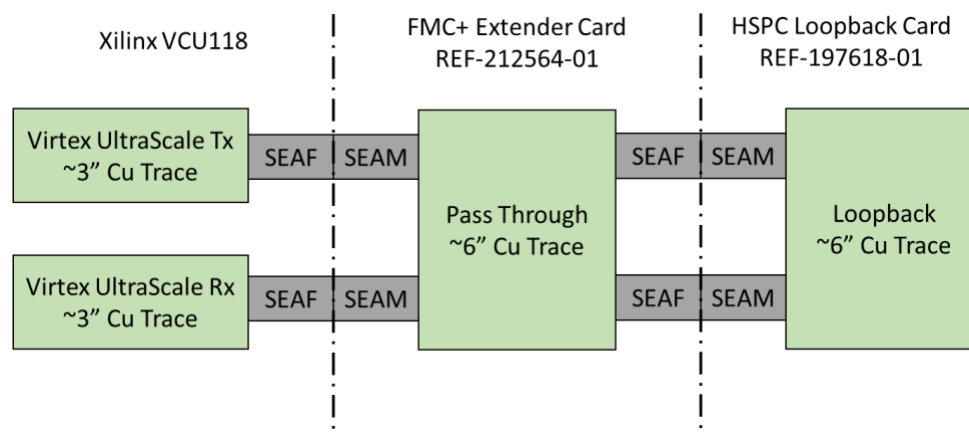 Xilinx VCU118
FMC+ Extender Card
REF-212564-01
HSPC Loopback Card
REF-197618-01
Virtex UltraScale Tx
~3” Cu Trace
SEAF
SEAM
SEAF
SEAM
Pass Through
~6” Cu Trace
Loopback
~6” Cu Trace
Virtex UltraScale Rx
~3” Cu Trace
SEAF
SEAM
SEAF
SEAM